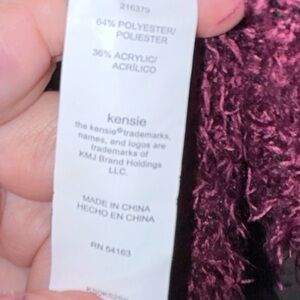 216379
64% POLYESTER/
POLIESTER
36% ACRYLIC/
ACRÍLICO
kensie
the kensie®trademarks,
names, and logos are
trademarks of
KMJ Brand Holdings
LLC.
MADE IN CHINA
HECHO EN CHINA
RN 54163